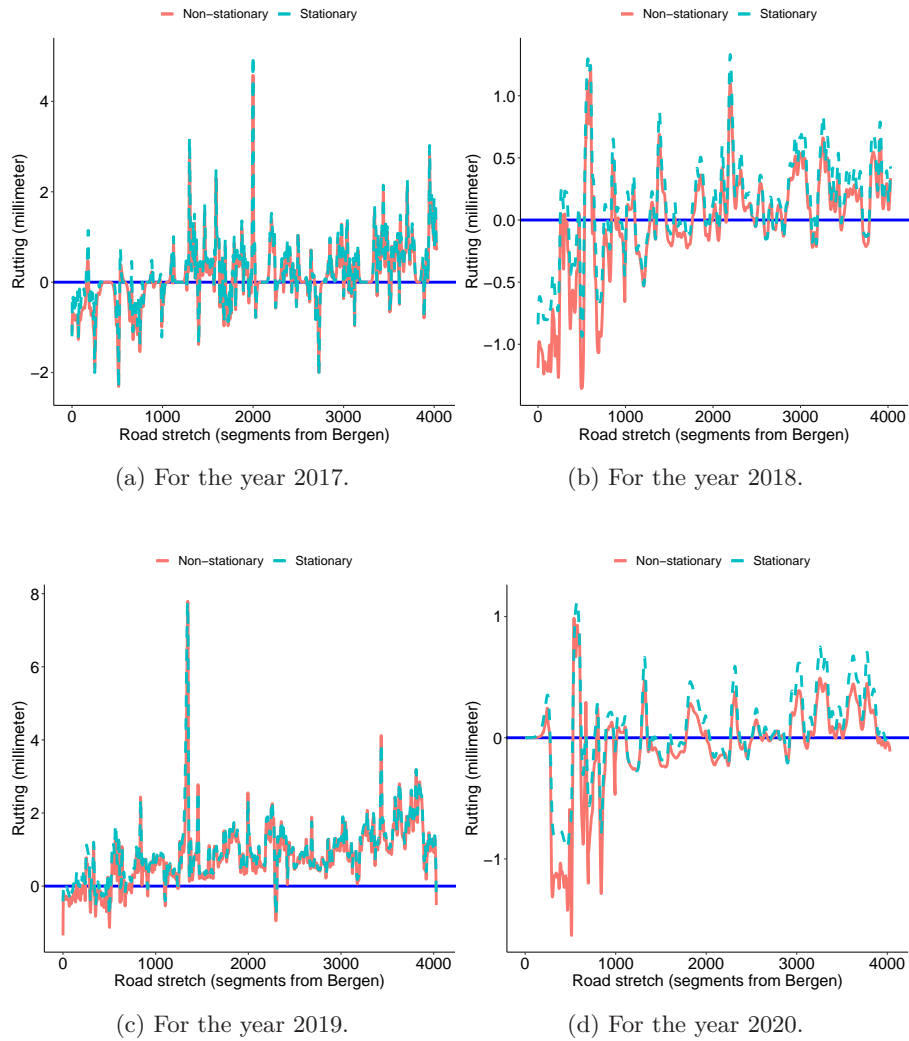 Non−stationary Stationary
Non−stationary Stationary
Rutting (millimeter)
4
2
0
−2
0 1000 2000 3000 4000
Road stretch (segments from Bergen)
Rutting (millimeter)
1.0
0.5
0.0
−0.5
−1.0
0 1000 2000 3000 4000
Road stretch (segments from Bergen)
(a) For the year 2017.
(b) For the year 2018.
Non−stationary Stationary
Non−stationary Stationary
Rutting (millimeter)
8
6
4
2
0
0 1000 2000 3000 4000
Road stretch (segments from Bergen)
Rutting (millimeter)
1
0
−1
0 1000 2000 3000 4000
Road stretch (segments from Bergen)
(c) For the year 2019.
(d) For the year 2020.